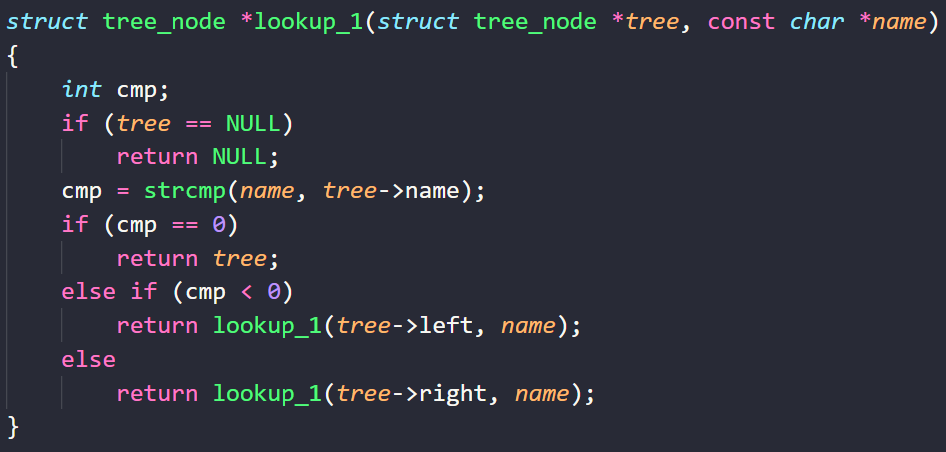 struct tree_node *lookup_1(struct tree_node *tree, const char *name)
{
    int cmp;
    if (tree == NULL)
        return NULL;
    cmp = strcmp(name, tree->name);
    if (cmp == 0)
        return tree;
    else if (cmp < 0)
        return lookup_1(tree->left, name);
    else
        return lookup_1(tree->right, name);
}